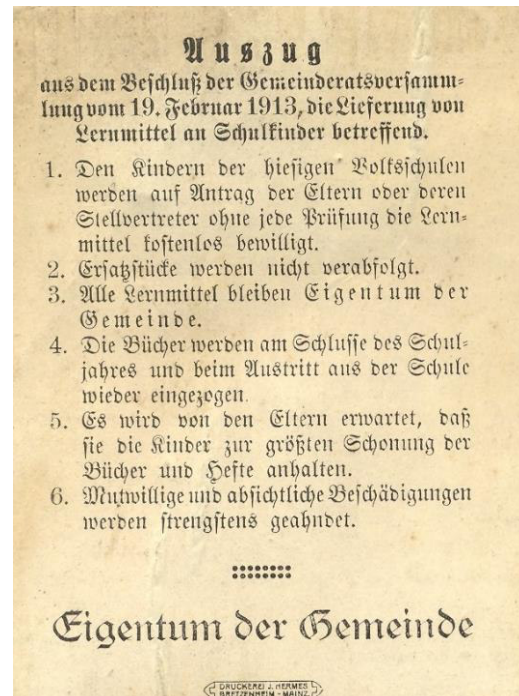 Auszug
aus dem Beschluß der Gemeinderatsversamm-
lung vom 19. Februar 1913, die Lieferung von
Lernmittel an Schulkinder betreffend.
1. Den Kindern der hiesigen Volksschulen
werden auf Antrag der Eltern oder deren
Stellvertreter ohne jede Prüfung die Lern-
mittel kostenlos bewilligt.
2. Ersatzstücke werden nicht verabfolgt.
3. Alle Lernmittel bleiben Eigentum der
Gemeinde.
4. Die Bücher werden am Schlusse des Schul-
jahres und beim Austritt aus der Schule
wieder eingezogen.
5. Es wird von den Eltern erwartet, daß
sie die Kinder zur größten Schonung der
Bücher und Hefte anhalten.
6. Mutwillige und absichtliche Beschädigungen
werden strengstens geahndet.
Eigentum der Gemeinde
DRUCKEREI J. HERMES
BRETZENHEIM - MAINZ